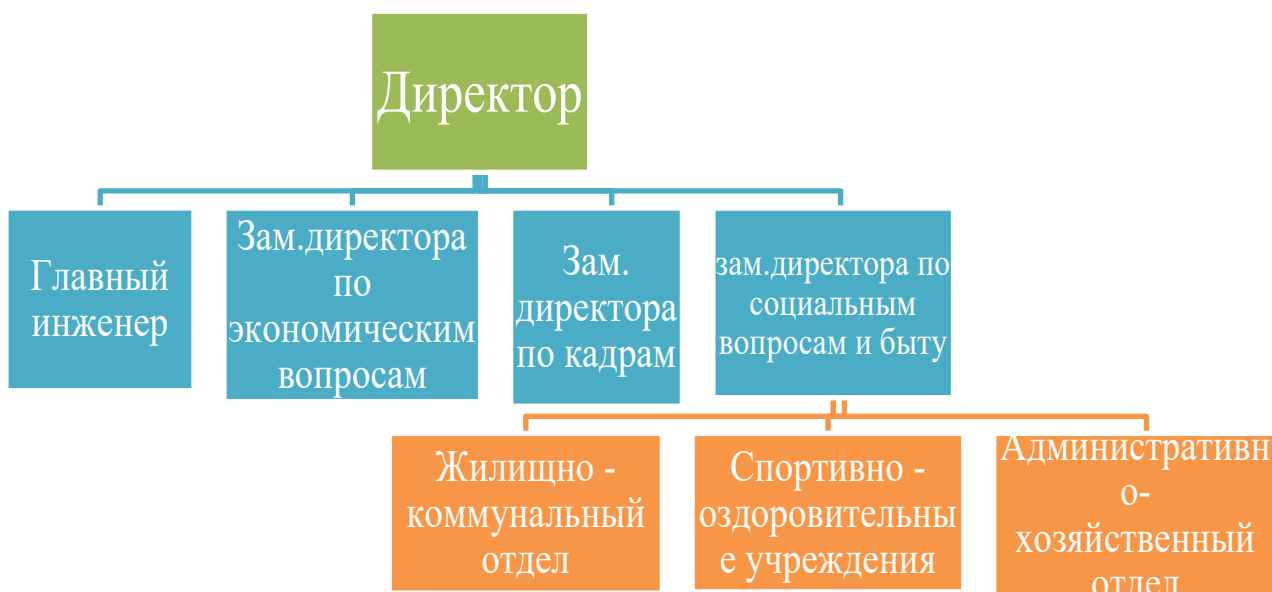 Директор
Главный
инженер
Зам.директора
по
экономическим
вопросам
Зам.
директора
по кадрам
зам.директора по
социальным
вопросам и быту
Жилищно -
коммунальный
отдел
Спортивно -
оздоровительны
е учреждения
Административн
о-
хозяйственный
отдел